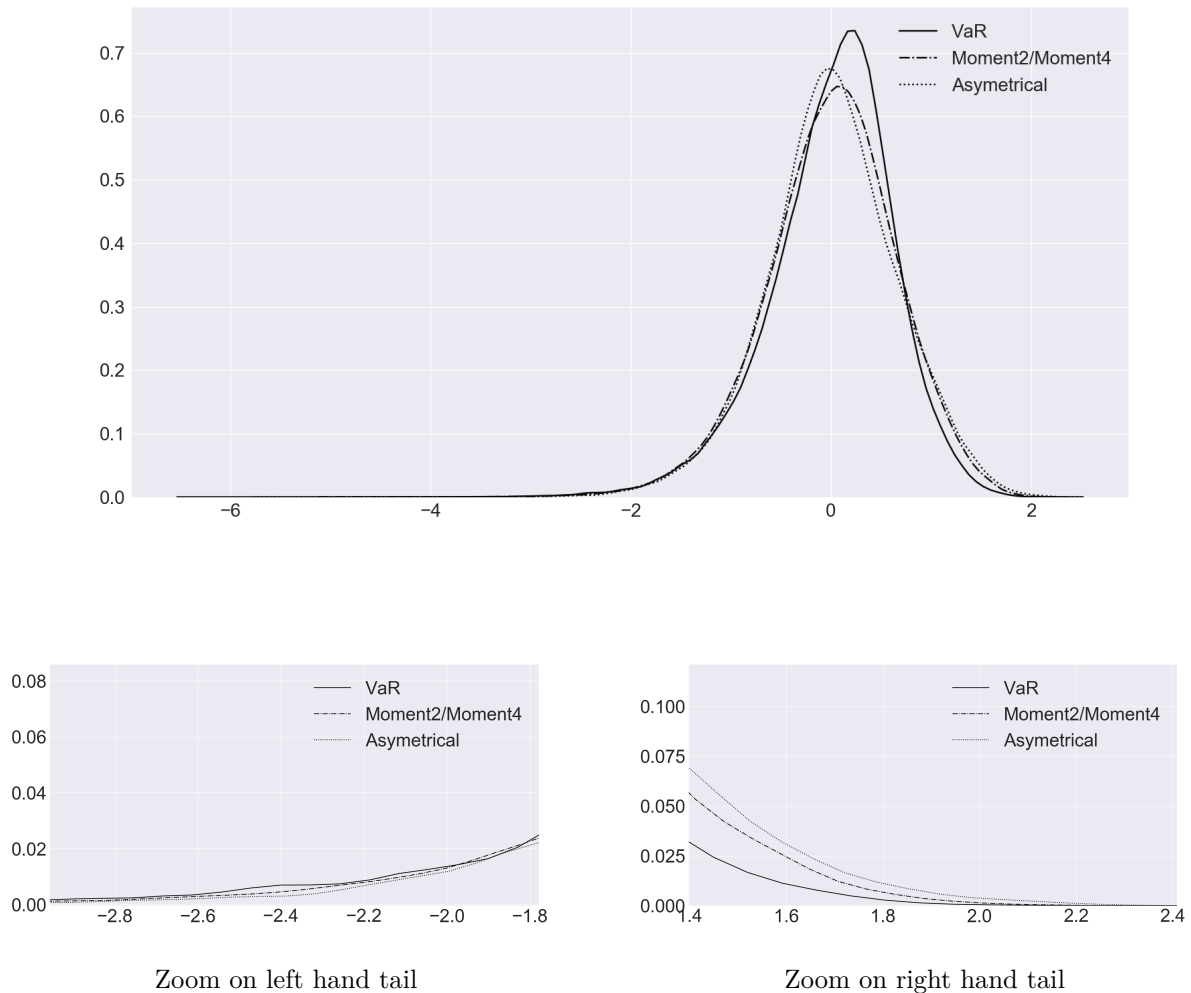 VaR
Moment2/Moment4
Asymetrical
0.7
0.6
0.5
0.4
0.3
0.2
0.1
0.0
−6 −4 −2 0 2
0.08
0.06
0.04
0.02
0.00
VaR
Moment2/Moment4
Asymetrical
−2.8 −2.6 −2.4 −2.2 −2.0 −1.8
Zoom on left hand tail
0.100
0.075
0.050
0.025
0.000
VaR
Moment2/Moment4
Asymetrical
1.4 1.6 1.8 2.0 2.2 2.4
Zoom on right hand tail